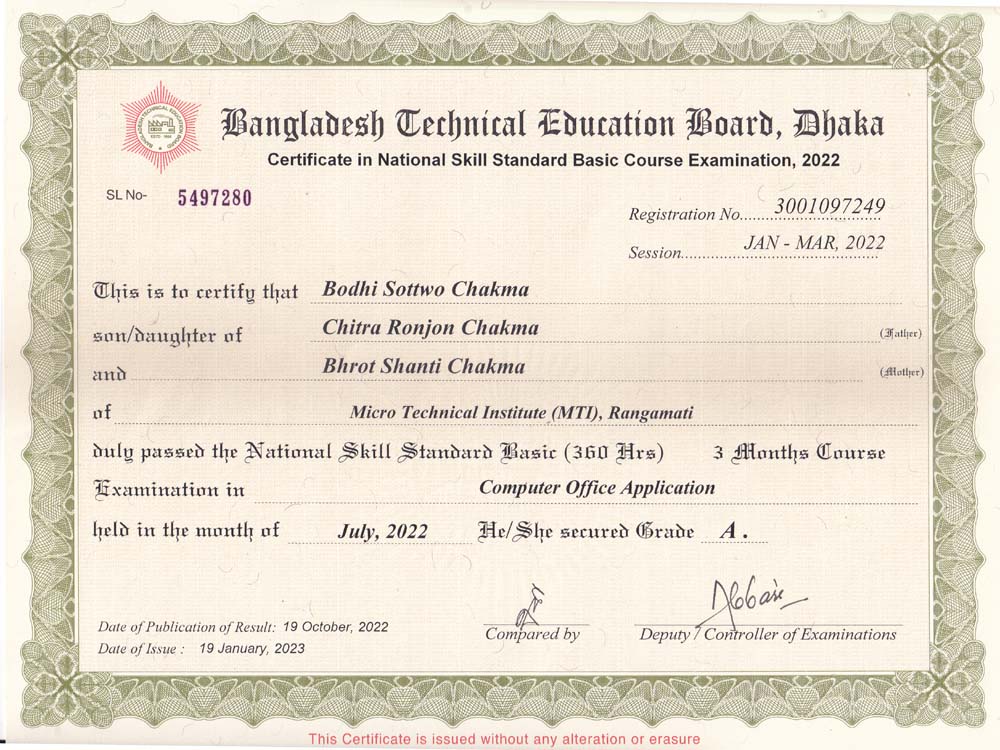 Bangladesh Technical Education Board, Dhaka
Certificate in National Skill Standard Basic Course Examination, 2022
SL No- 5497280
Registration No......3001097249
Session......JAN - MAR, 2022
This is to certify that Bodhi Sottwo Chakma
son/daughter of Chitra Ronjon Chakma (Father)
and Bhrot Shanti Chakma (Mother)
of Micro Technical Institute (MTI), Rangamati
duly passed the National Skill Standard Basic (360 Hrs) 3 Months Course
Examination in Computer Office Application
held in the month of July, 2022 He/She secured Grade A .
Date of Publication of Result: 19 October, 2022
Date of Issue : 19 January, 2023
Compared by
Deputy / Controller of Examinations
This Certificate is issued without any alteration or erasure